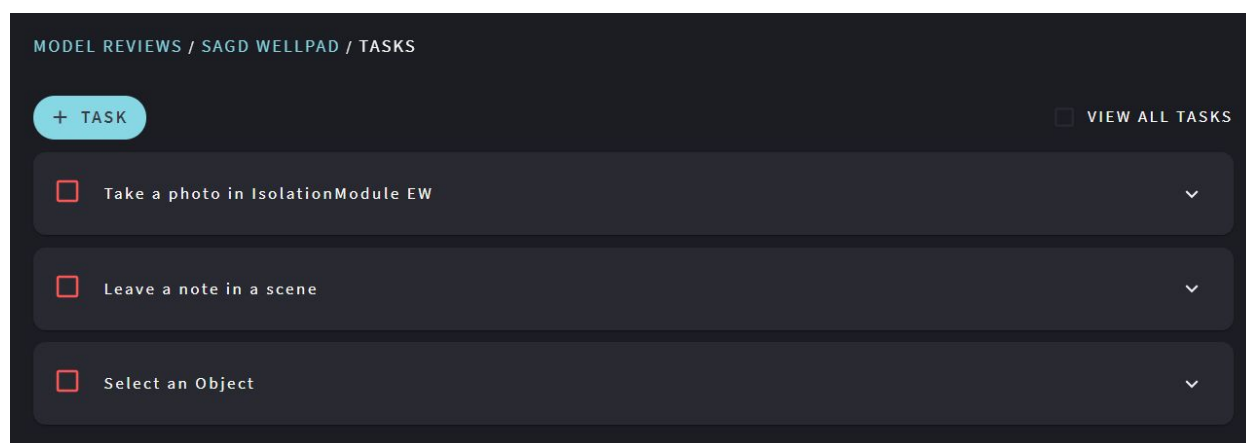 MODEL REVIEWS / SAGD WELLPAD / TASKS
+ TASK
VIEW ALL TASKS
Take a photo in IsolationModule EW
Leave a note in a scene
Select an Object